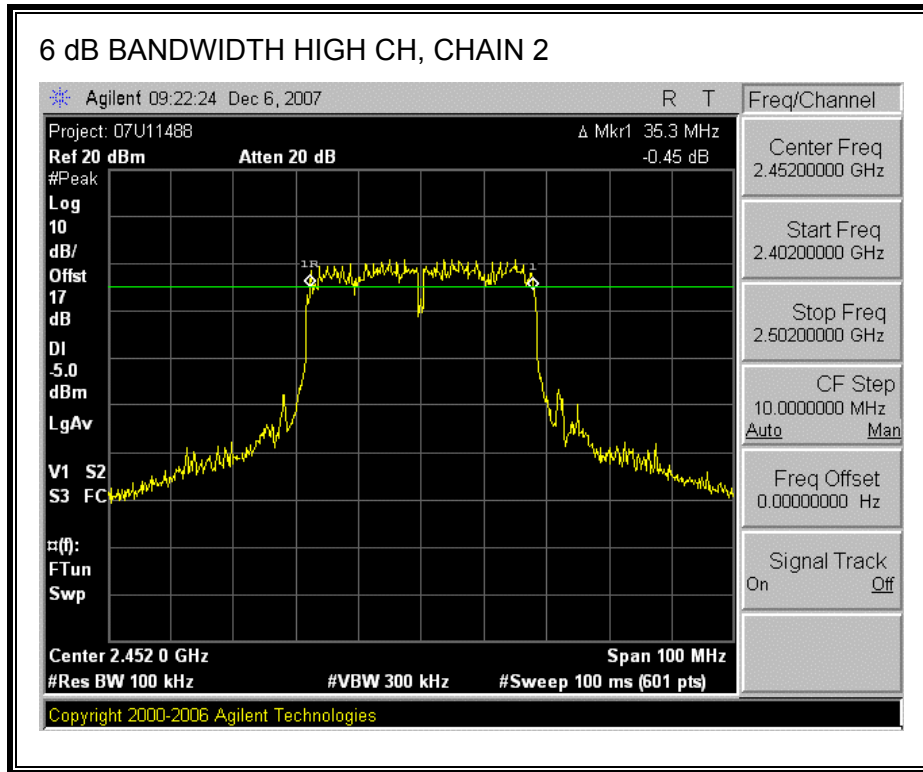 6 dB BANDWIDTH HIGH CH, CHAIN 2
Agilent 09:22:24 Dec 6, 2007
R T
Freq/Channel
Project: 07U11488
Δ Mkr1 35.3 MHz
Ref 20 dBm
Atten 20 dB
-0.45 dB
#Peak
Log
10
dB/
Offst
17
dB
DI
-5.0
dBm
LgAv
V1 S2
S3 FC
¤(f):
FTun
Swp
1R
1
Center 2.452 0 GHz
Span 100 MHz
#Res BW 100 kHz
#VBW 300 kHz
#Sweep 100 ms (601 pts)
Center Freq
2.45200000 GHz
Start Freq
2.40200000 GHz
Stop Freq
2.50200000 GHz
CF Step
10.0000000 MHz
Auto Man
Freq Offset
0.00000000 Hz
Signal Track
On Off
Copyright 2000-2006 Agilent Technologies